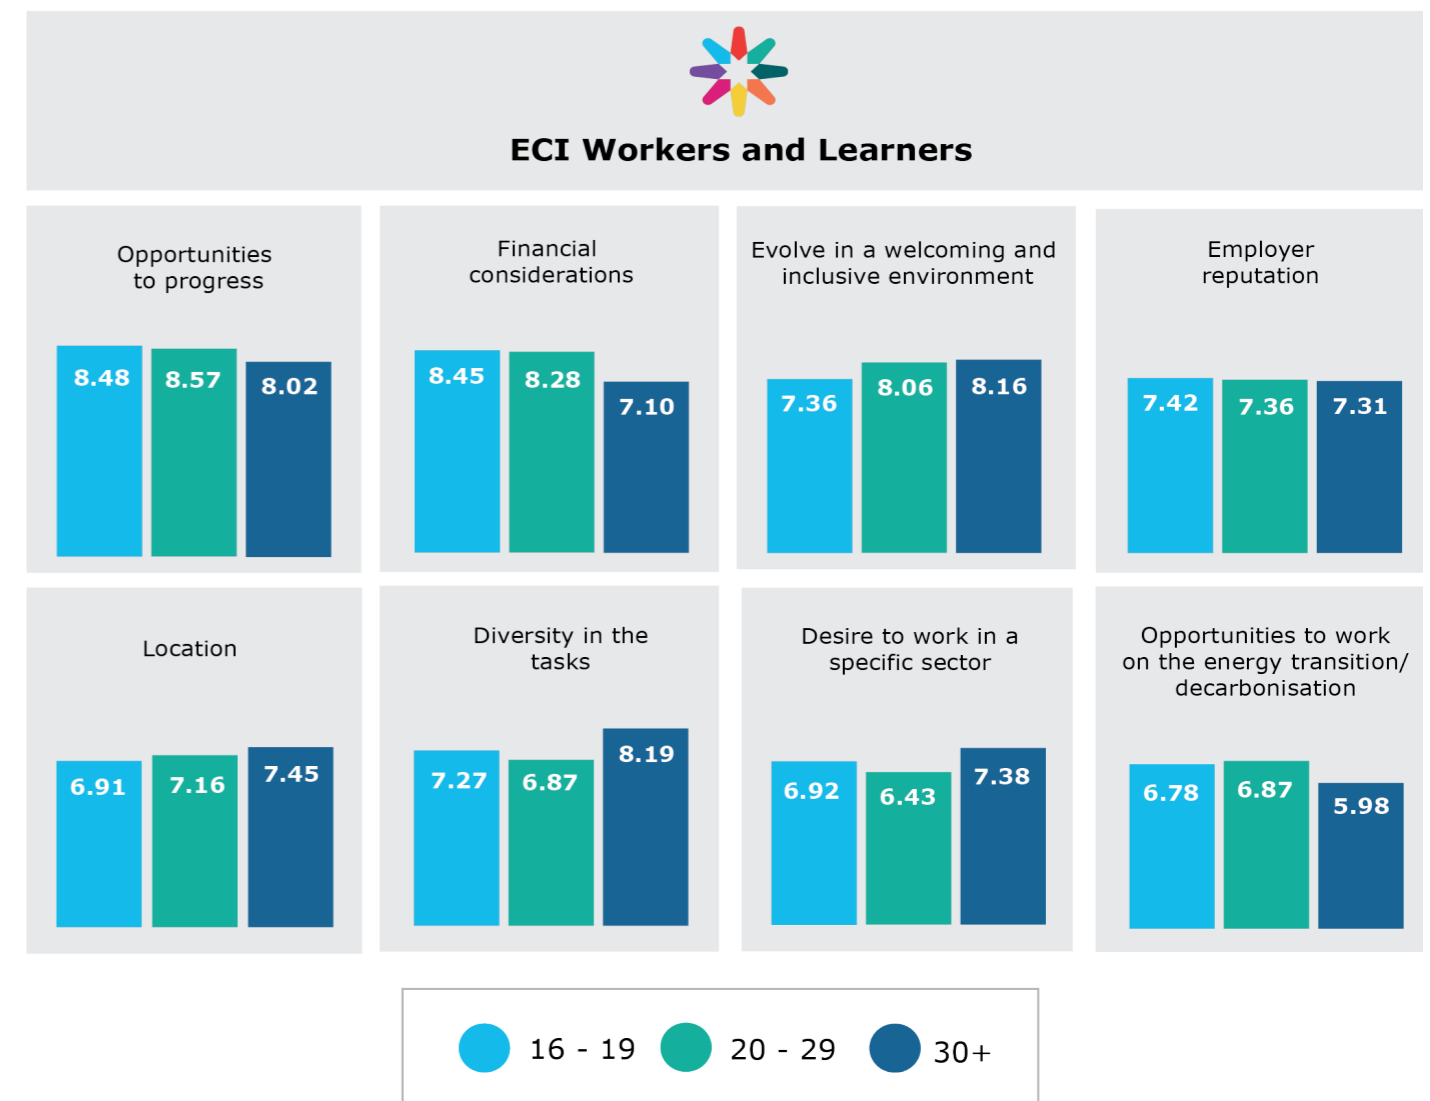 ECI Workers and Learners
Opportunities
to progress
8.48
8.57
8.02
Financial
considerations
8.45
8.28
7.10
Evolve in a welcoming and
inclusive environment
7.36
8.06
8.16
Employer
reputation
7.42
7.36
7.31
Location
6.91
7.16
7.45
Diversity in the
tasks
7.27
6.87
8.19
Desire to work in a
specific sector
6.92
6.43
7.38
Opportunities to work
on the energy transition/
decarbonisation
6.78
6.87
5.98
16 - 19
20 - 29
30+